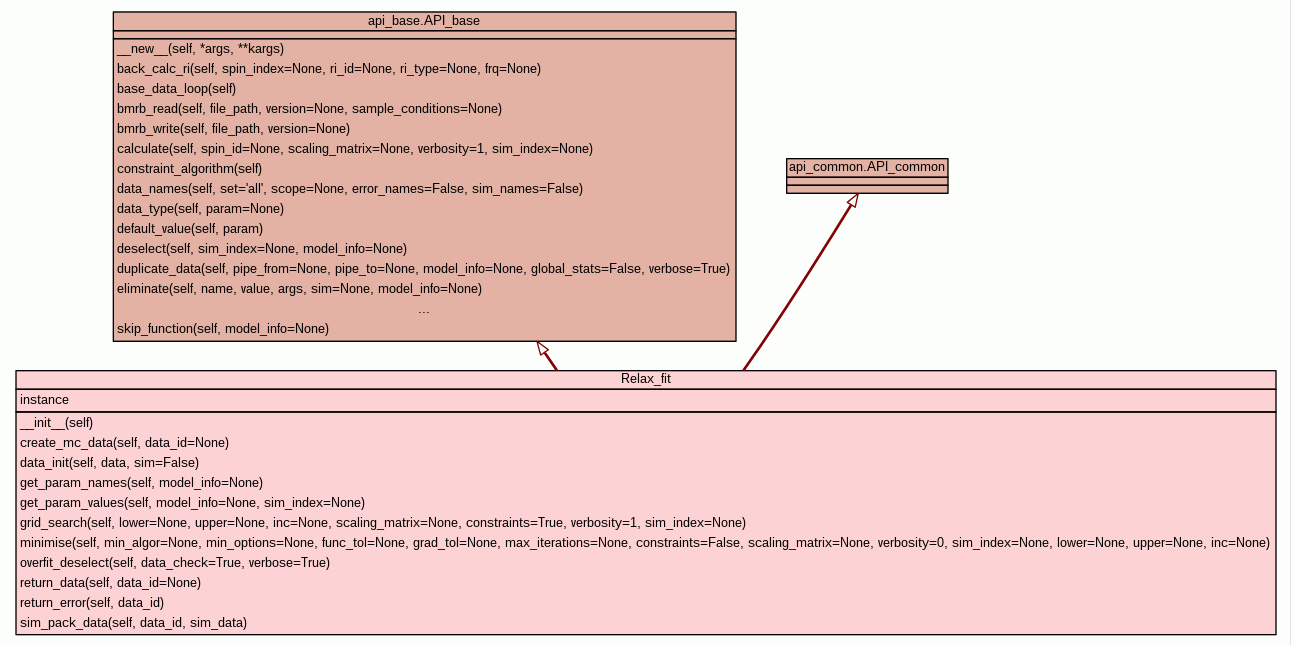 api_base.API_base
__new__(self, *args, **kargs)
back_calc_ri(self, spin_index=None, ri_id=None, ri_type=None, frq=None)
base_data_loop(self)
bmrb_read(self, file_path, version=None, sample_conditions=None)
bmrb_write(self, file_path, version=None)
calculate(self, spin_id=None, scaling_matrix=None, verbosity=1, sim_index=None)
constraint_algorithm(self)
data_names(self, set='all', scope=None, error_names=False, sim_names=False)
data_type(self, param=None)
default_value(self, param)
deselect(self, sim_index=None, model_info=None)
duplicate_data(self, pipe_from=None, pipe_to=None, model_info=None, global_stats=False, verbose=True)
eliminate(self, name, value, args, sim=None, model_info=None)
...
skip_function(self, model_info=None)
api_common.API_common
Relax_fit
instance
__init__(self)
create_mc_data(self, data_id=None)
data_init(self, data, sim=False)
get_param_names(self, model_info=None)
get_param_values(self, model_info=None, sim_index=None)
grid_search(self, lower=None, upper=None, inc=None, scaling_matrix=None, constraints=True, verbosity=1, sim_index=None)
minimise(self, min_algor=None, min_options=None, func_tol=None, grad_tol=None, max_iterations=None, constraints=False, scaling_matrix=None, verbosity=0, sim_index=None, lower=None, upper=None, inc=None)
overfit_deselect(self, data_check=True, verbose=True)
return_data(self, data_id=None)
return_error(self, data_id)
sim_pack_data(self, data_id, sim_data)